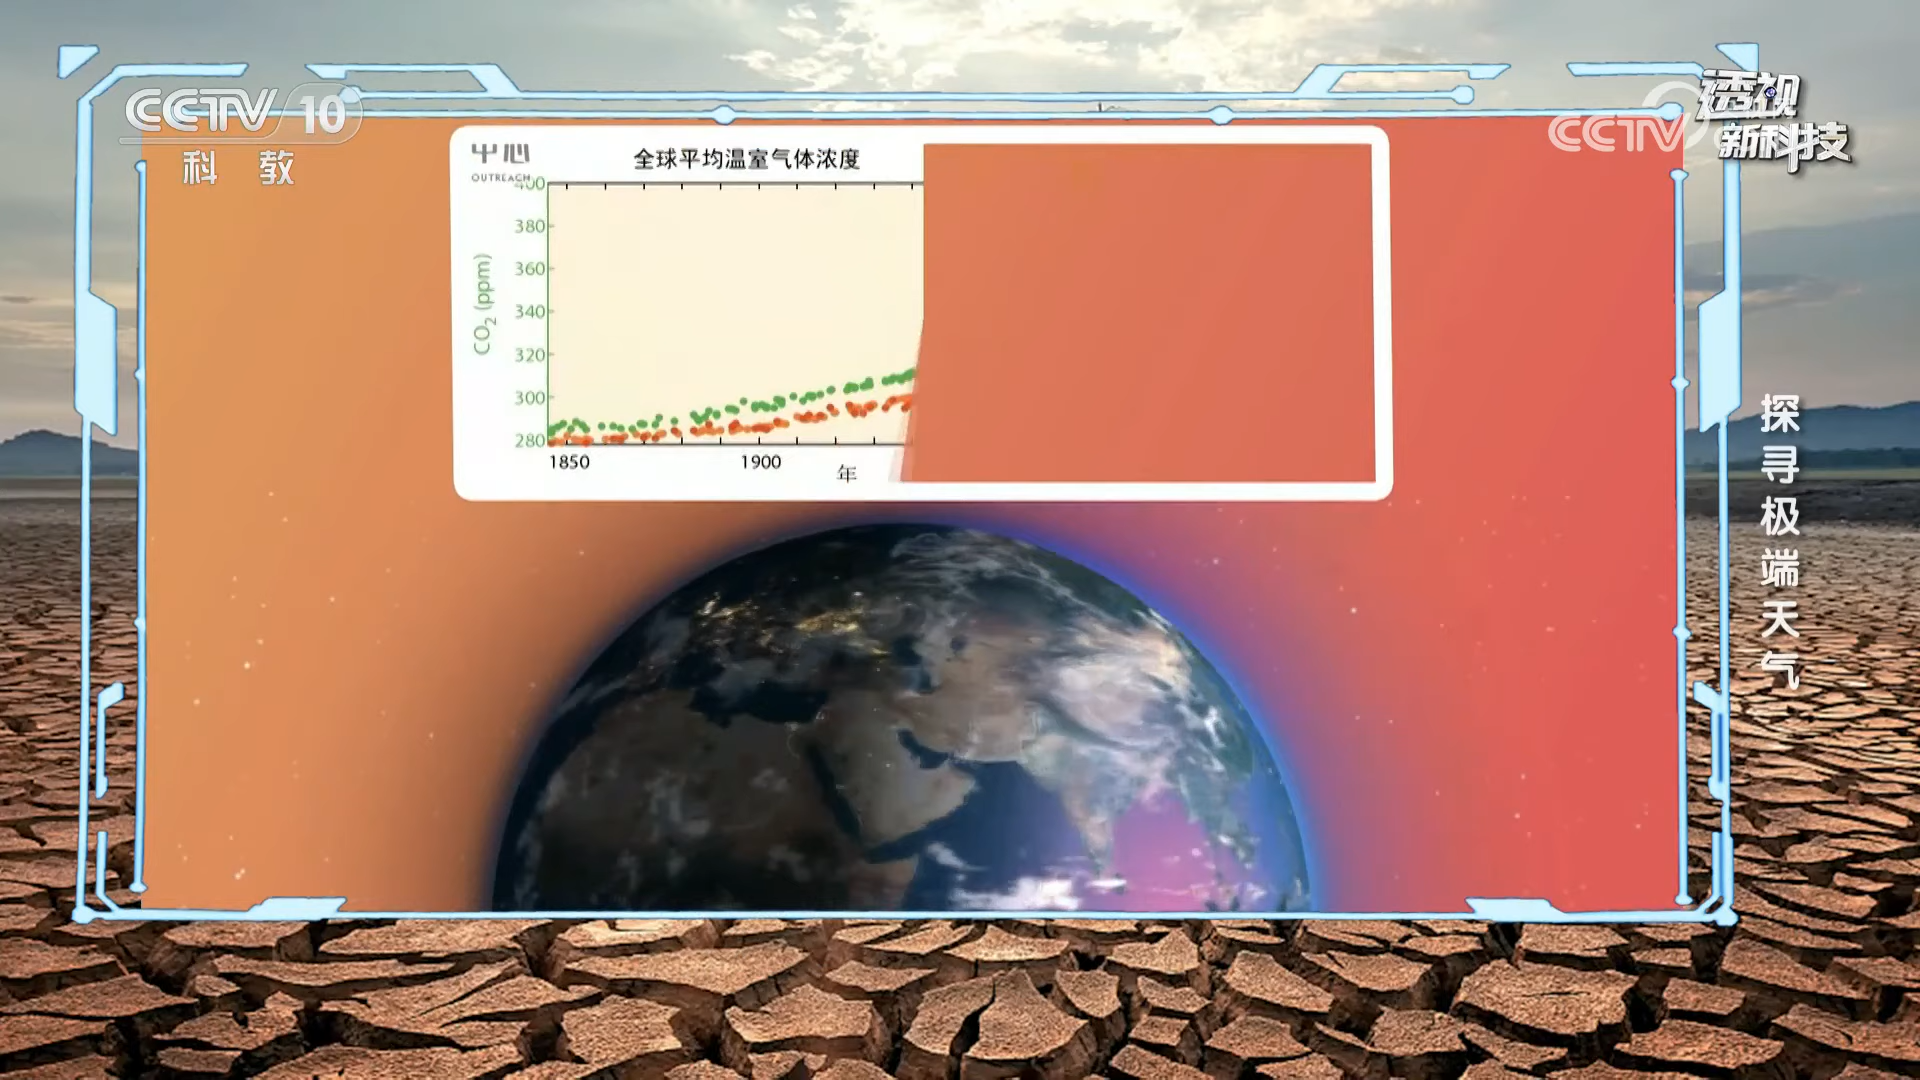 CCTV 10
科 教
CCTV
透视
新科技
中心
OUTREACH
全球平均温室气体浓度
CO2 (ppm)
400
380
360
340
320
300
280
1850
1900
年
探寻极端天气